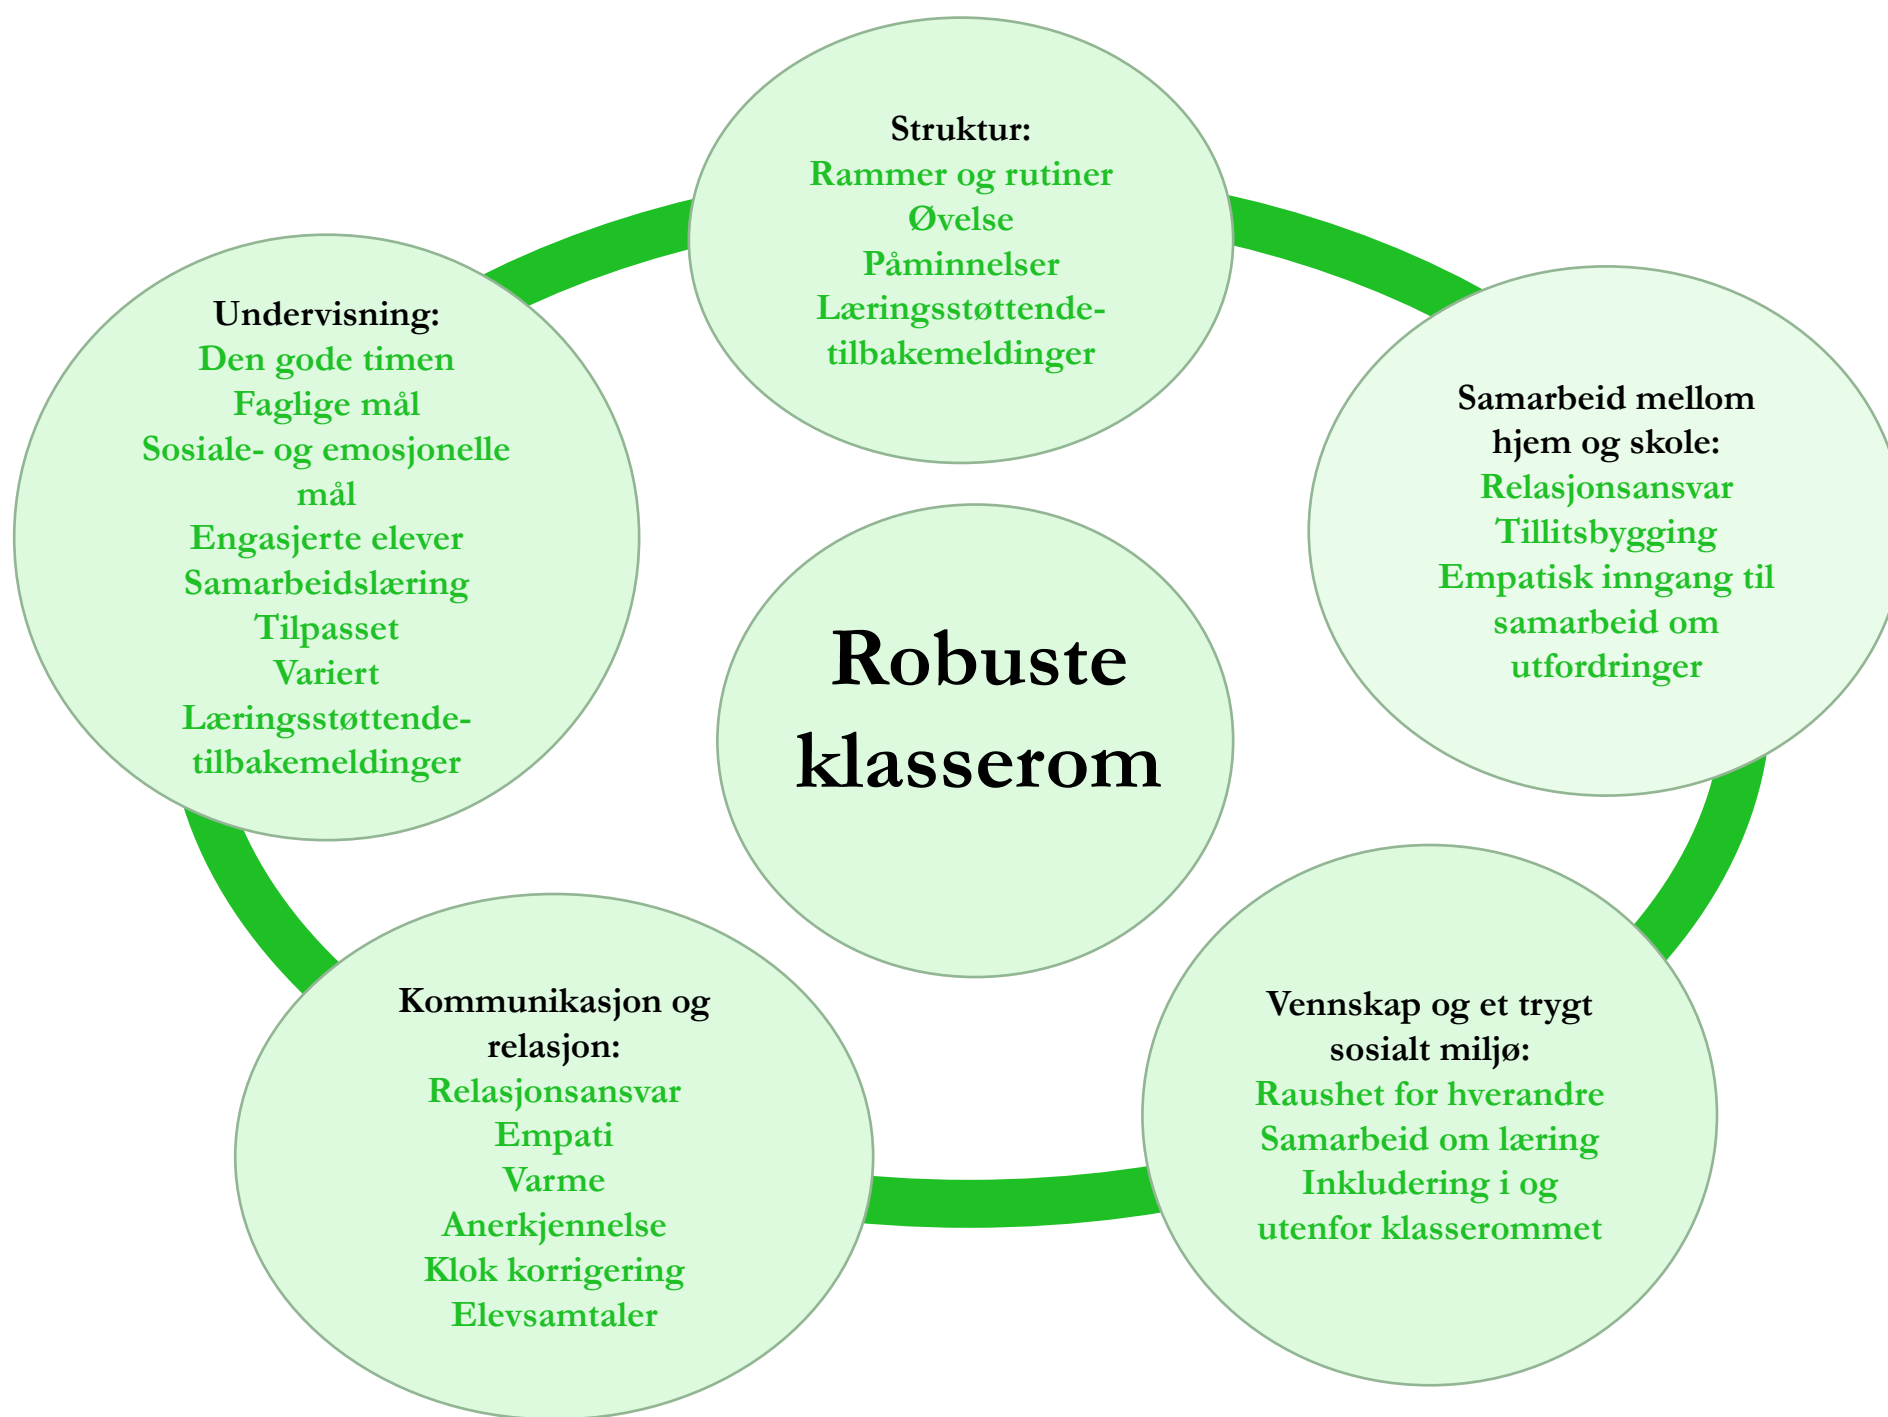 Struktur:
Rammer og rutiner
Øvelse
Påminnelser
Læringsstøttende-
tilbakemeldinger
Undervisning:
Den gode timen
Faglige mål
Sosiale- og emosjonelle
mål
Engasjerte elever
Samarbeidslæring
Tilpasset
Variert
Læringsstøttende-
tilbakemeldinger
Samarbeid mellom
hjem og skole:
Relasjonsansvar
Tillitsbygging
Empatisk inngang til
samarbeid om
utfordringer
Robuste
klasserom
Kommunikasjon og
relasjon:
Relasjonsansvar
Empati
Varme
Anerkjennelse
Klok korrigering
Elevsamtaler
Vennskap og et trygt
sosialt miljø:
Raushet for hverandre
Samarbeid om læring
Inkludering i og
utenfor klasserommet